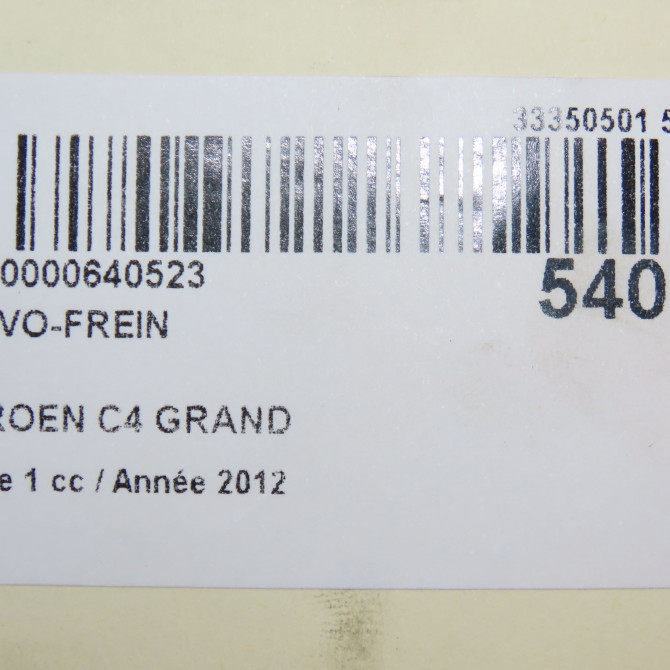 33350501 5
0000640523
540
VO-FREIN
ROEN C4 GRAND
e 1 cc / Année 2012